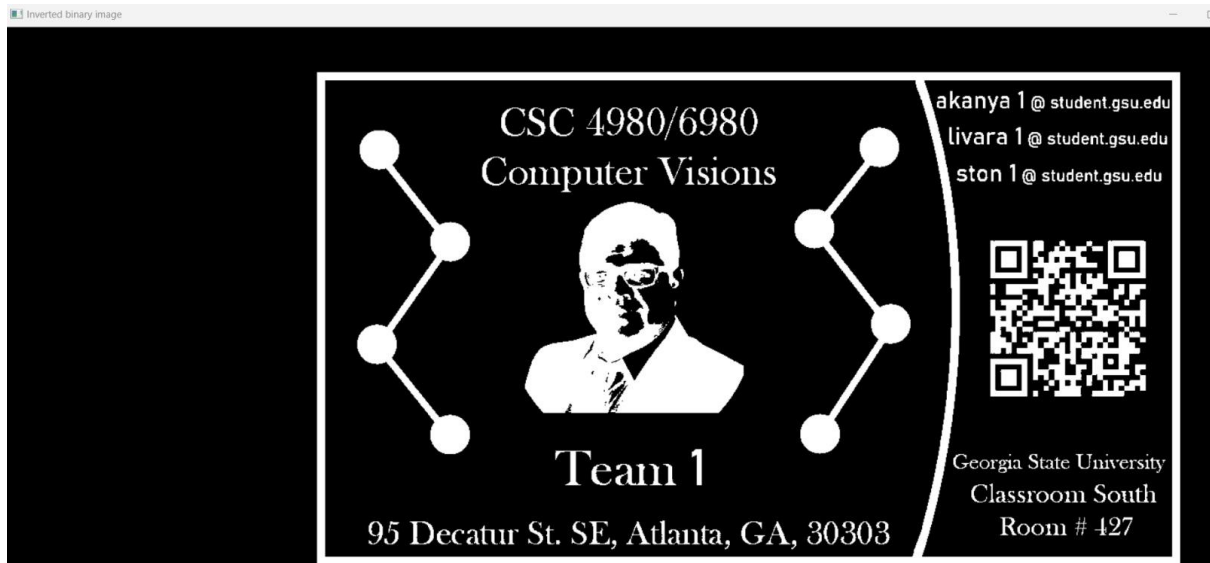 Inverted binary image
CSC 4980/6980
Computer Visions
Team 1
95 Decatur St. SE, Atlanta, GA, 30303
akanya 1@ student.gsu.edu
livara 1@ student.gsu.edu
ston 1@ student.gsu.edu
Georgia State University
Classroom South
Room # 427